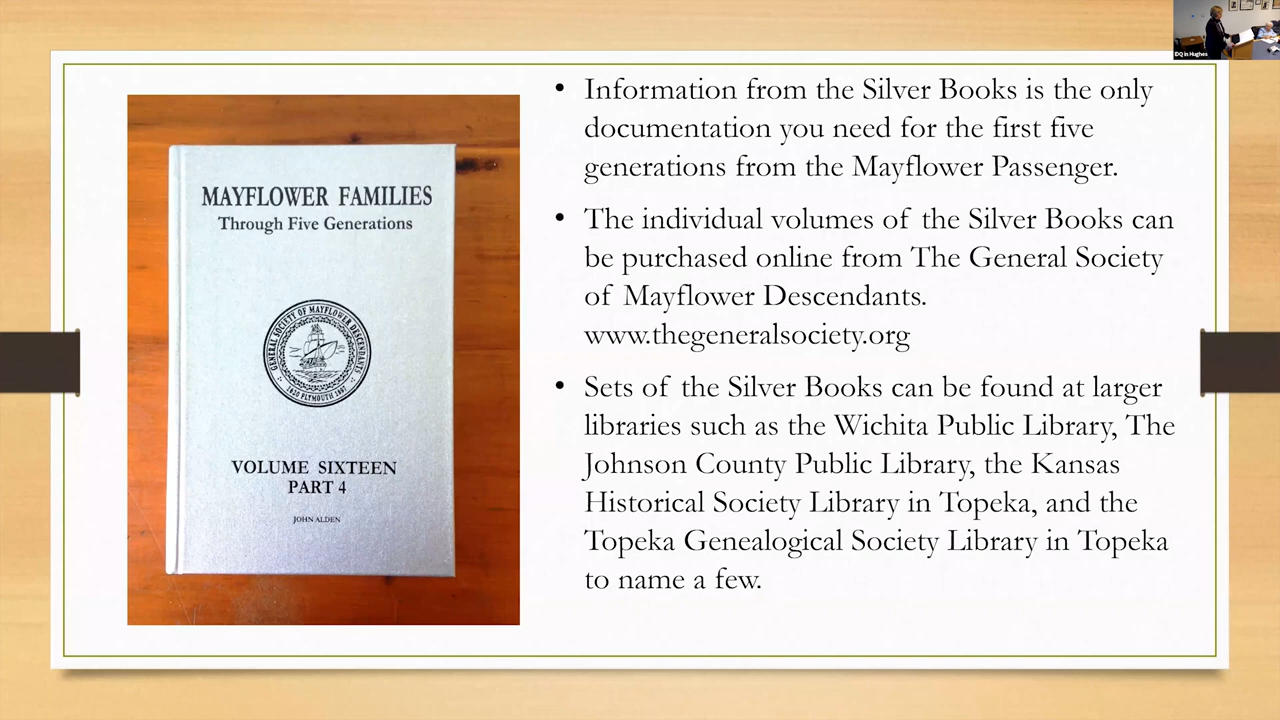 IDQ in Hughes
MAYFLOWER FAMILIES
Through Five Generations
GENERAL SOCIETY OF MAYFLOWER DESCENDANTS
1620 PLYMOUTH 1897
VOLUME SIXTEEN
PART 4
JOHN ALDEN
• Information from the Silver Books is the only
documentation you need for the first five
generations from the Mayflower Passenger.
• The individual volumes of the Silver Books can
be purchased online from The General Society
of Mayflower Descendants.
www.thegeneralsociety.org
• Sets of the Silver Books can be found at larger
libraries such as the Wichita Public Library, The
Johnson County Public Library, the Kansas
Historical Society Library in Topeka, and the
Topeka Genealogical Society Library in Topeka
to name a few.